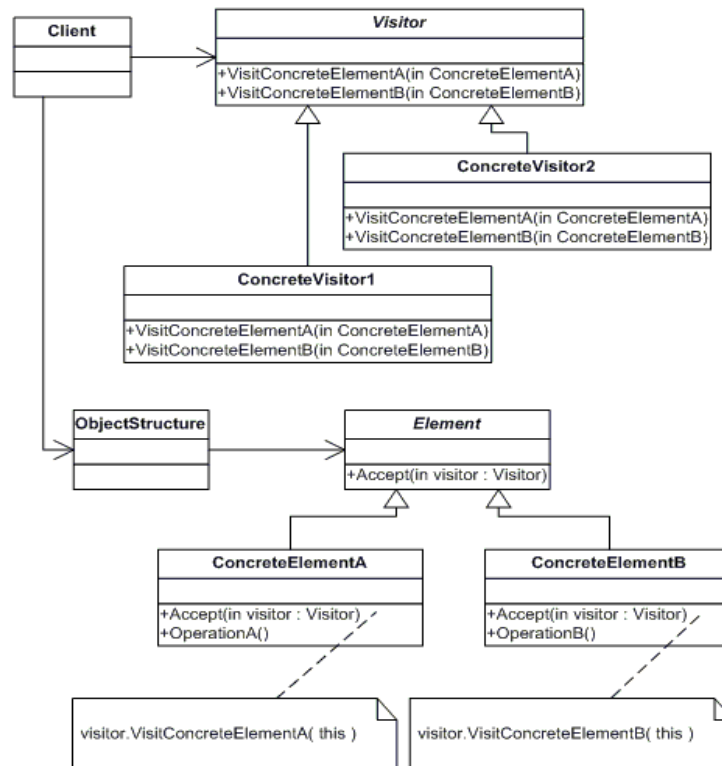 Client
Visitor
+VisitConcreteElementA(in ConcreteElementA)
+VisitConcreteElementB(in ConcreteElementB)
ConcreteVisitor2
+VisitConcreteElementA(in ConcreteElementA)
+VisitConcreteElementB(in ConcreteElementB)
ConcreteVisitor1
+VisitConcreteElementA(in ConcreteElementA)
+VisitConcreteElementB(in ConcreteElementB)
ObjectStructure
Element
+Accept(in visitor : Visitor)
ConcreteElementA
+Accept(in visitor : Visitor)
+OperationA()
ConcreteElementB
+Accept(in visitor : Visitor)
+OperationB()
visitor.VisitConcreteElementA( this )
visitor.VisitConcreteElementB( this )